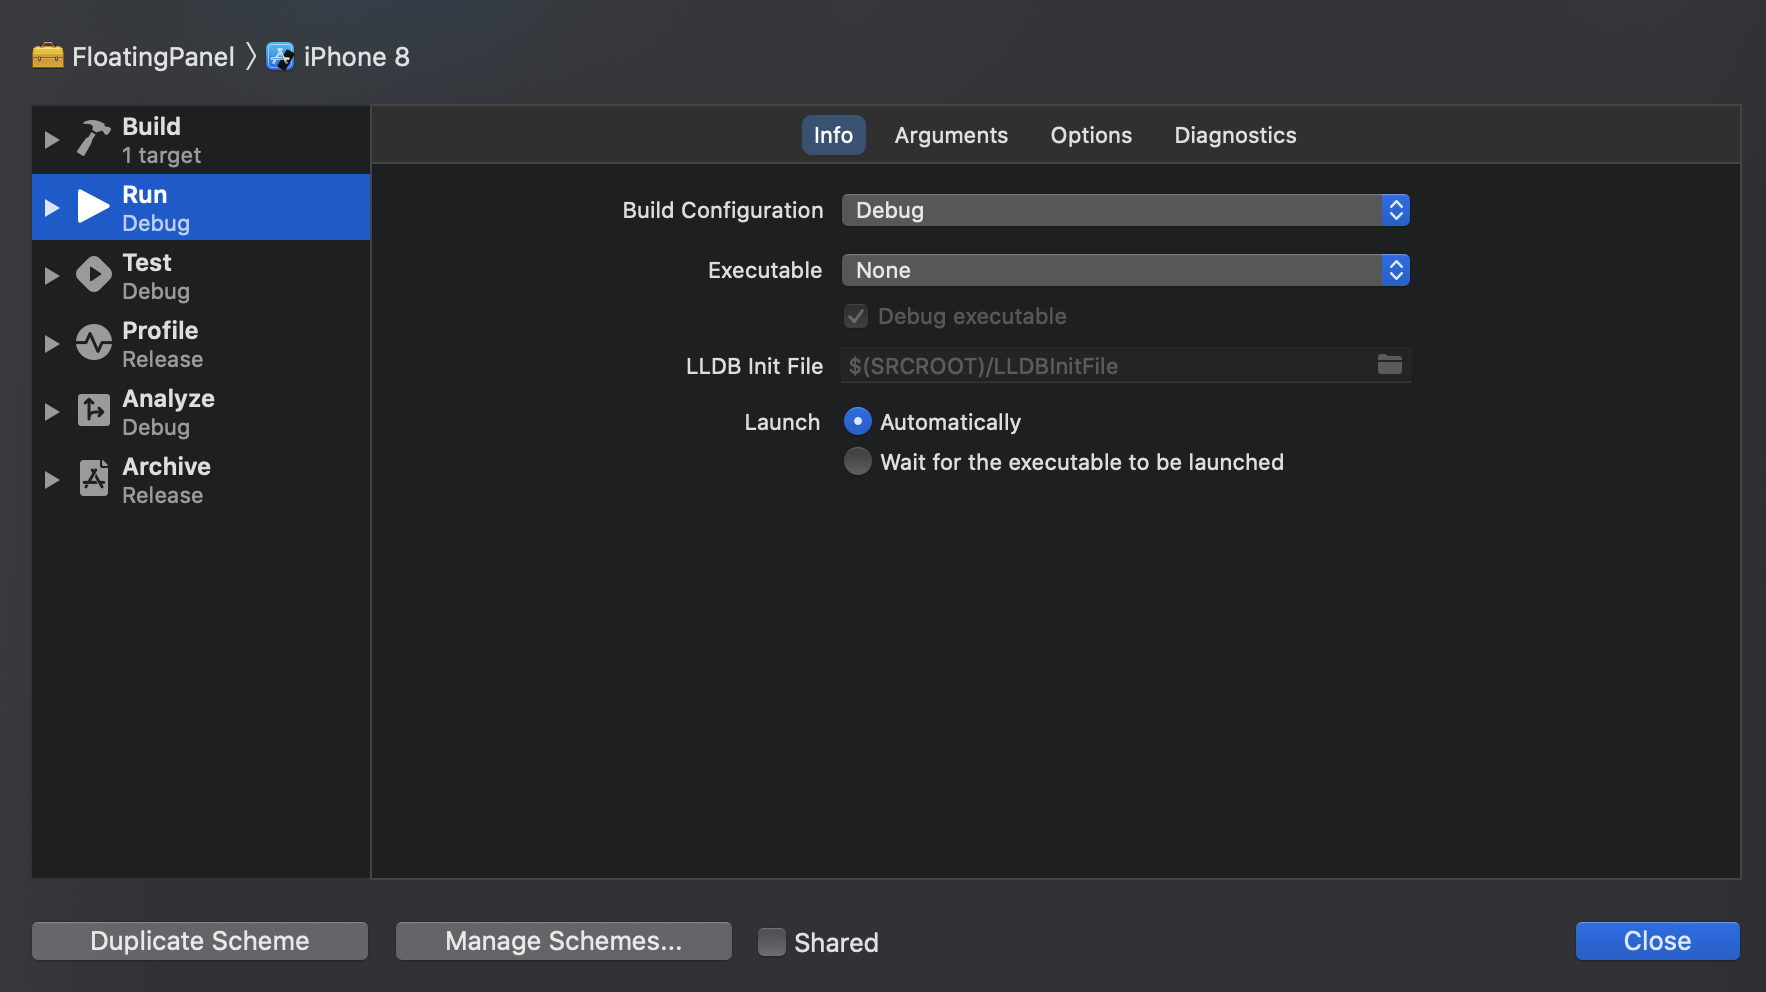 FloatingPanel 〉 iPhone 8
Build
1 target
Run
Debug
Test
Debug
Profile
Release
Analyze
Debug
Archive
Release
Info Arguments Options Diagnostics
Build Configuration Debug
Executable None
Debug executable
LLDB Init File $(SRCROOT)/LLDBInitFile
Launch Automatically
Wait for the executable to be launched
Duplicate Scheme Manage Schemes... Shared Close